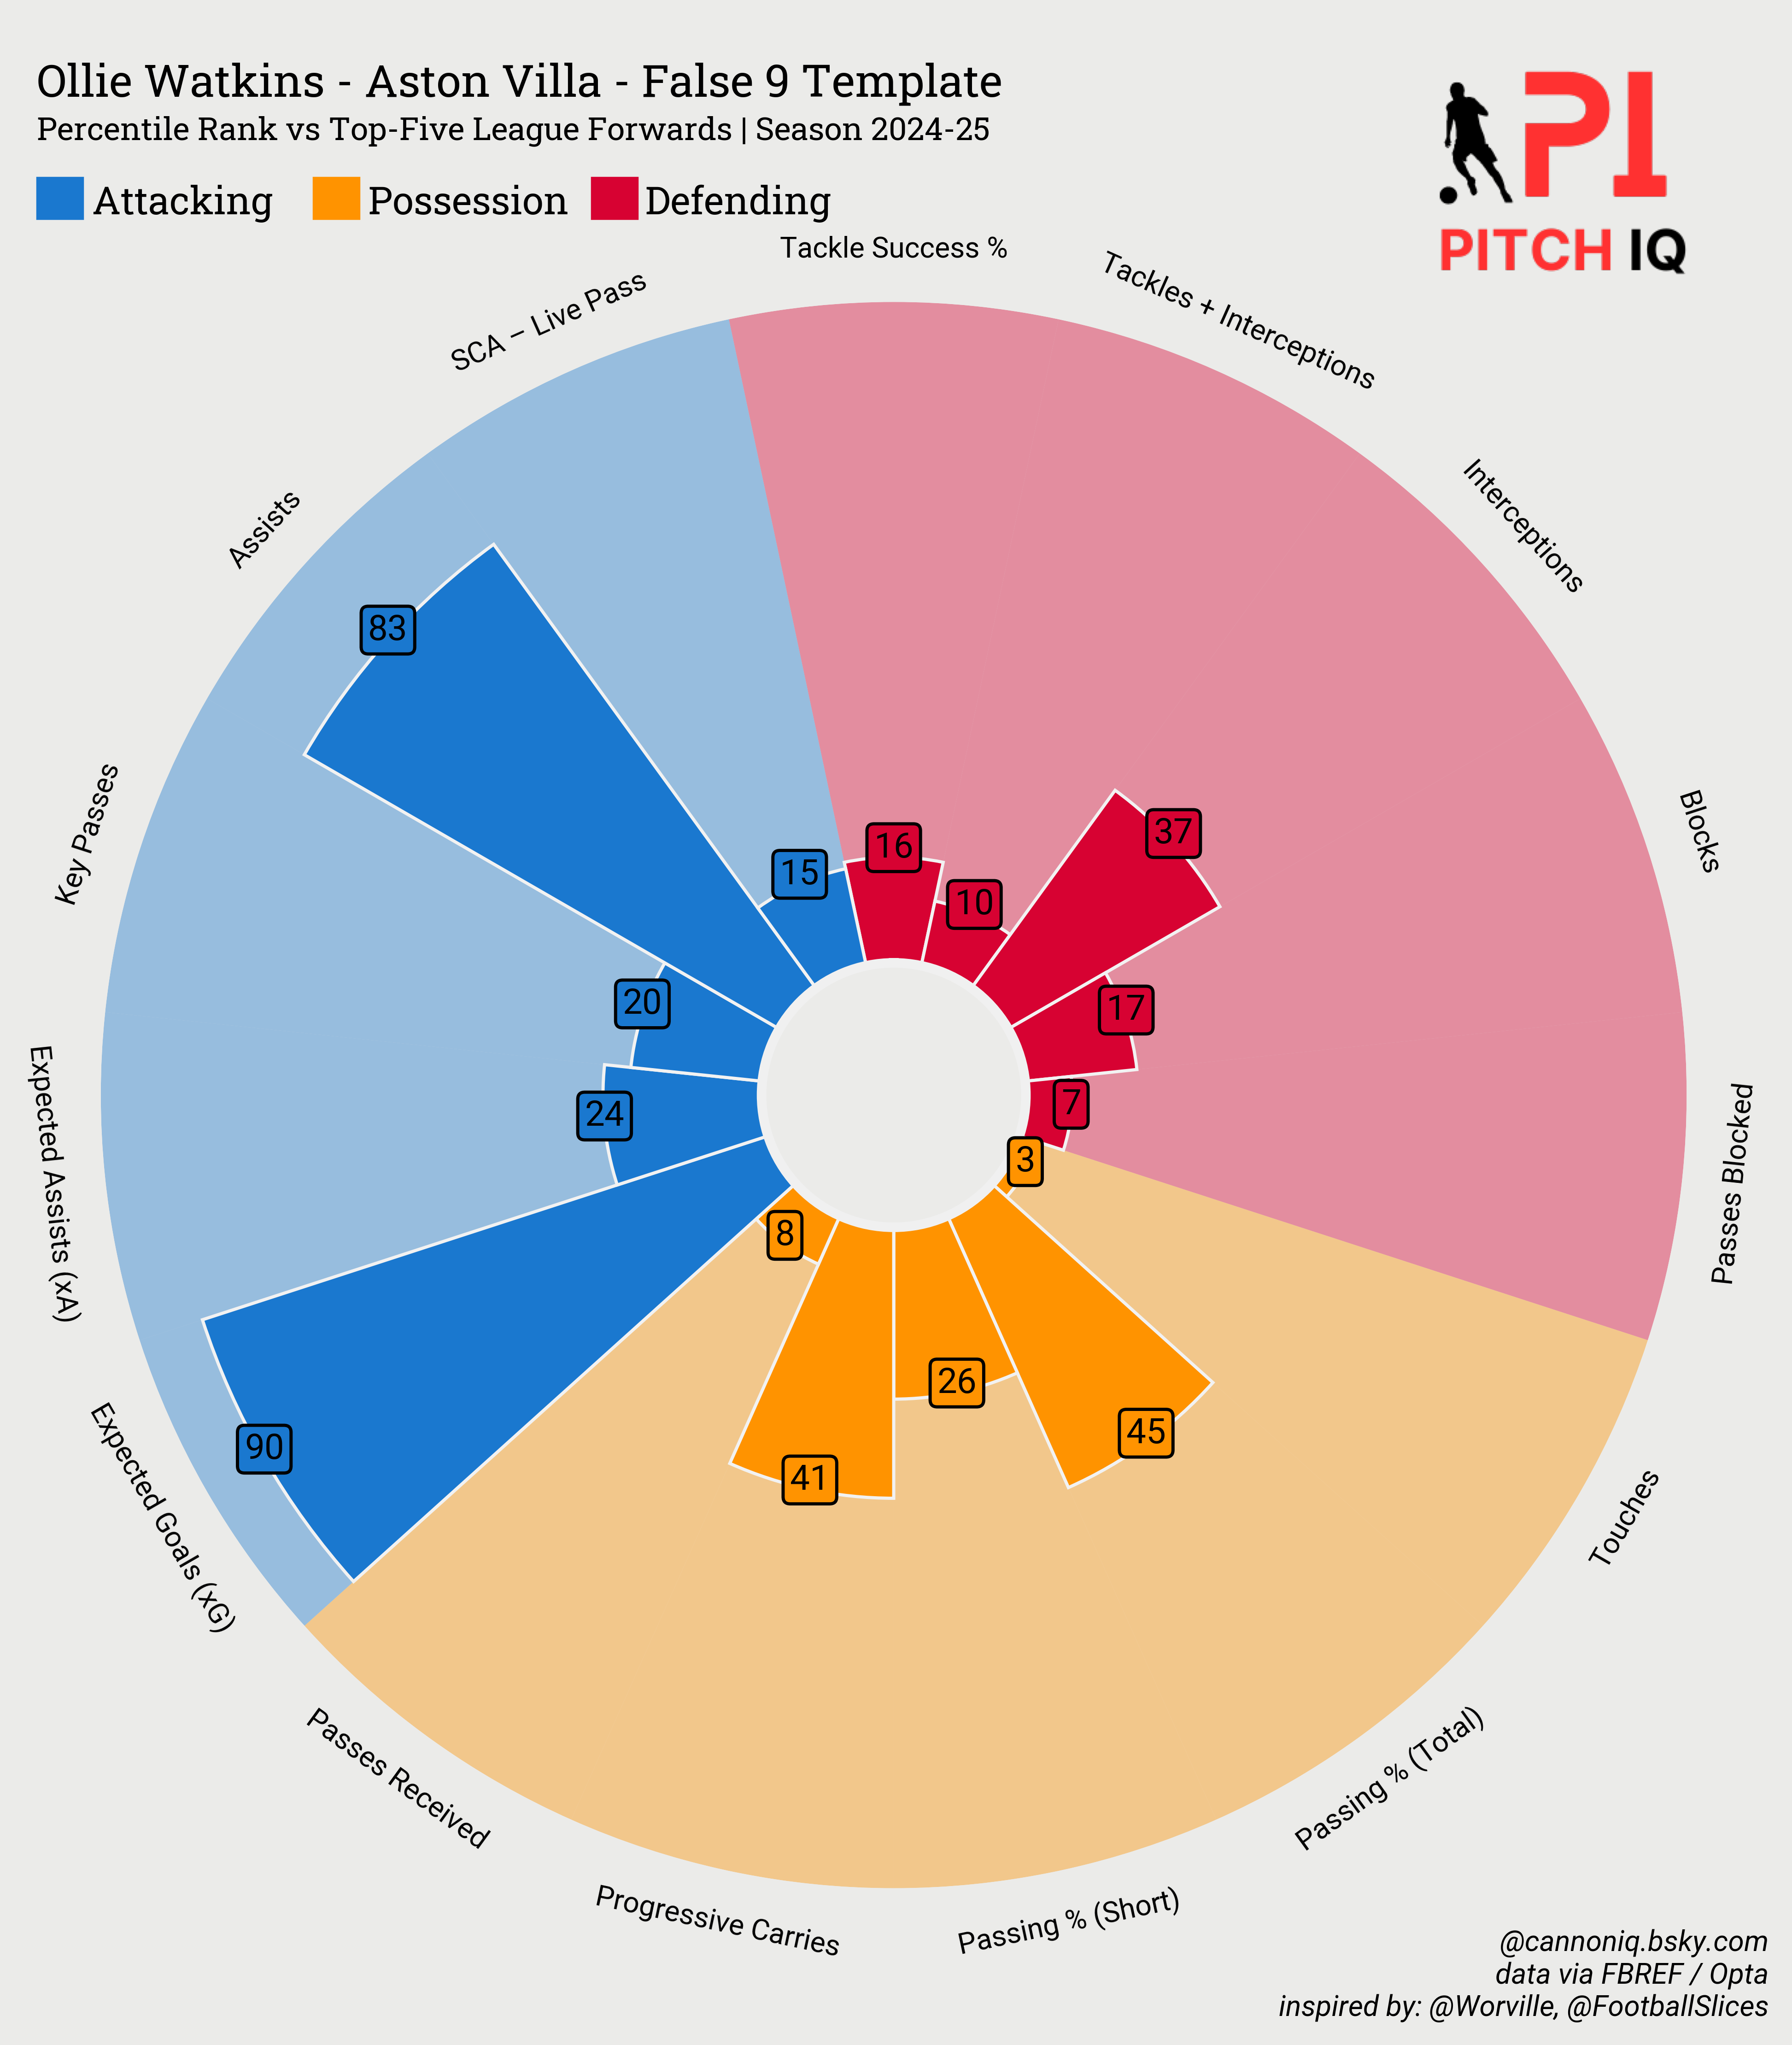 Ollie Watkins - Aston Villa - False 9 Template
Percentile Rank vs Top-Five League Forwards | Season 2024-25
Attacking
Possession
Defending
PI
PITCH IQ
Tackle Success %
Tackles + Interceptions
Interceptions
Blocks
Passes Blocked
Touches
Passing % (Total)
Passing % (Short)
Progressive Carries
Passes Received
Expected Goals (xG)
Expected Assists (xA)
Key Passes
Assists
SCA – Live Pass
16
10
37
17
7
3
45
26
41
8
90
24
20
83
15
@cannoniq.bsky.com
data via FBREF / Opta
inspired by: @Worville, @FootballSlices